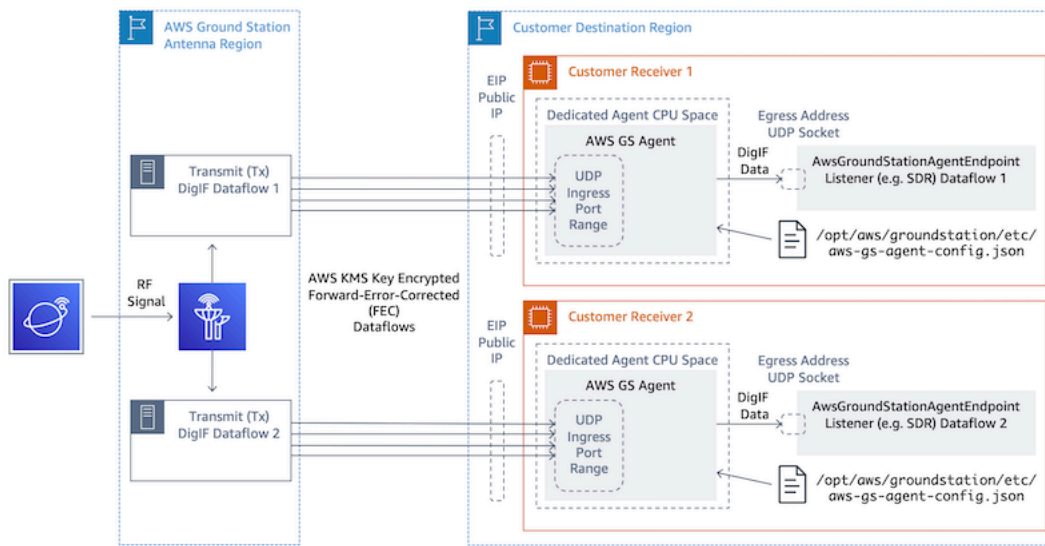 AWS Ground Station
Antenna Region
Customer Destination Region
EIP
Public
IP
Customer Receiver 1
Dedicated Agent CPU Space
AWS GS Agent
UDP
Ingress
Port
Range
Egress Address
UDP Socket
DigIF
Data
AwsGroundStationAgentEndpoint
Listener (e.g. SDR) Dataflow 1
/opt/aws/groundstation/etc/
aws-gs-agent-config.json
Transmit (Tx)
DigIF Dataflow 1
RF
Signal
AWS KMS Key Encrypted
Forward-Error-Corrected
(FEC)
Dataflows
Transmit (Tx)
DigIF Dataflow 2
EIP
Public
IP
Customer Receiver 2
Dedicated Agent CPU Space
AWS GS Agent
UDP
Ingress
Port
Range
Egress Address
UDP Socket
DigIF
Data
AwsGroundStationAgentEndpoint
Listener (e.g. SDR) Dataflow 2
/opt/aws/groundstation/etc/
aws-gs-agent-config.json